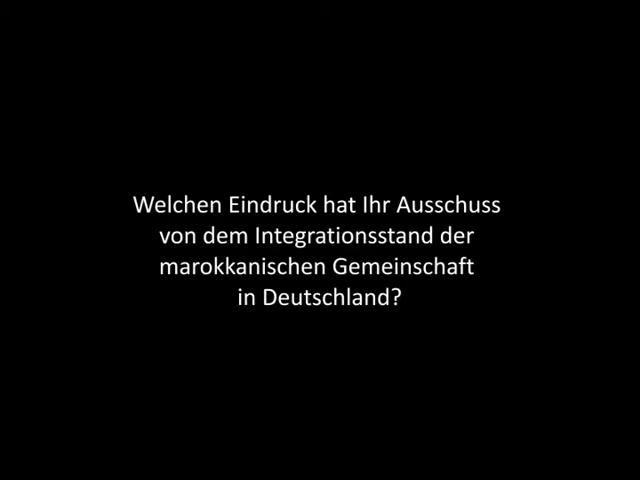 Welchen Eindruck hat Ihr Ausschuss
von dem Integrationsstand der
marokkanischen Gemeinschaft
in Deutschland?